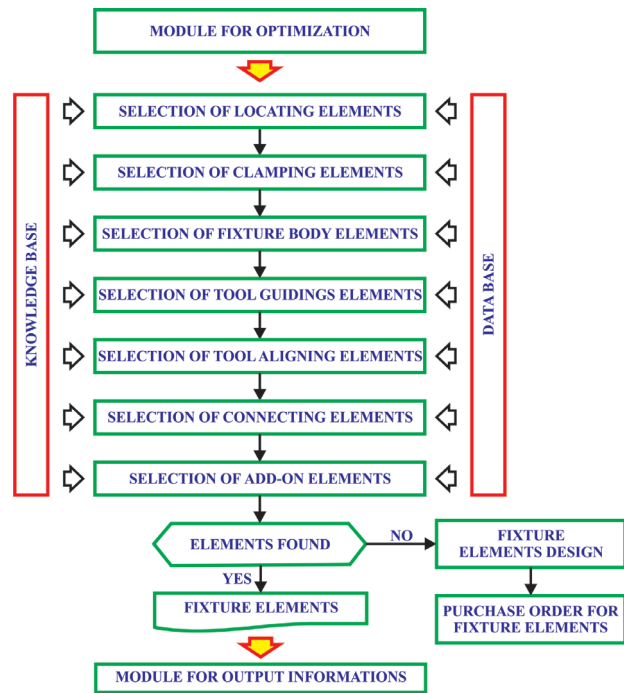 MODULE FOR OPTIMIZATION
KNOWLEDGE BASE
SELECTION OF LOCATING ELEMENTS
SELECTION OF CLAMPING ELEMENTS
SELECTION OF FIXTURE BODY ELEMENTS
SELECTION OF TOOL GUIDINGS ELEMENTS
SELECTION OF TOOL ALIGNING ELEMENTS
SELECTION OF CONNECTING ELEMENTS
SELECTION OF ADD-ON ELEMENTS
DATA BASE
ELEMENTS FOUND
NO
FIXTURE
ELEMENTS DESIGN
YES
FIXTURE ELEMENTS
PURCHASE ORDER FOR
FIXTURE ELEMENTS
MODULE FOR OUTPUT INFORMATIONS